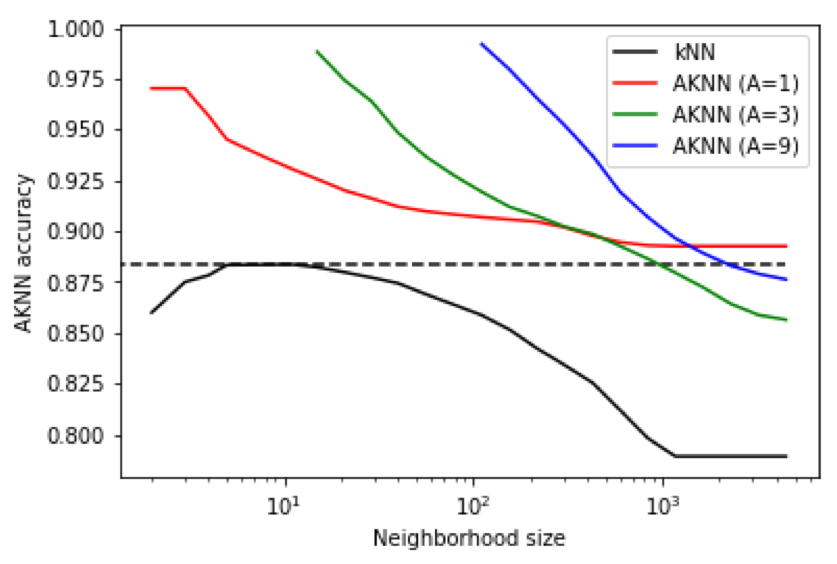 1.000
0.975
0.950
0.925
0.900
0.875
0.850
0.825
0.800
AKNN accuracy
kNN
AKNN (A=1)
AKNN (A=3)
AKNN (A=9)
10¹
10²
10³
Neighborhood size